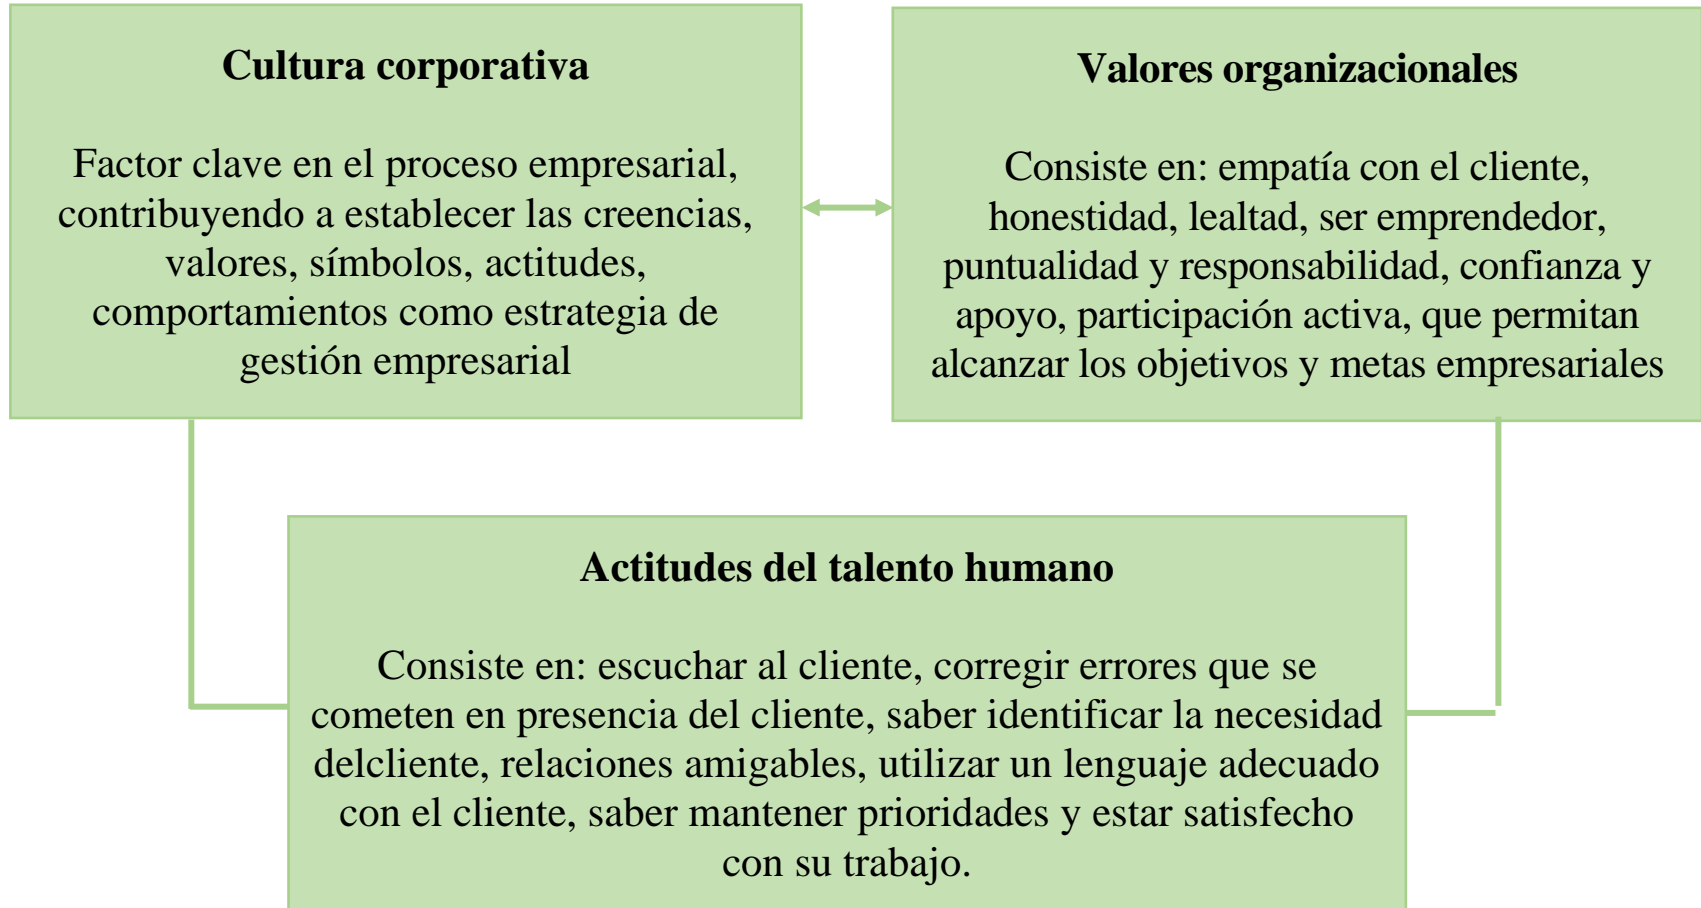 Cultura corporativa
Factor clave en el proceso empresarial,
contribuyendo a establecer las creencias,
valores, símbolos, actitudes,
comportamientos como estrategia de
gestión empresarial
Valores organizacionales
Consiste en: empatía con el cliente,
honestidad, lealtad, ser emprendedor,
puntualidad y responsabilidad, confianza y
apoyo, participación activa, que permitan
alcanzar los objetivos y metas empresariales
Actitudes del talento humano
Consiste en: escuchar al cliente, corregir errores que se
cometen en presencia del cliente, saber identificar la necesidad
delcliente, relaciones amigables, utilizar un lenguaje adecuado
con el cliente, saber mantener prioridades y estar satisfecho
con su trabajo.